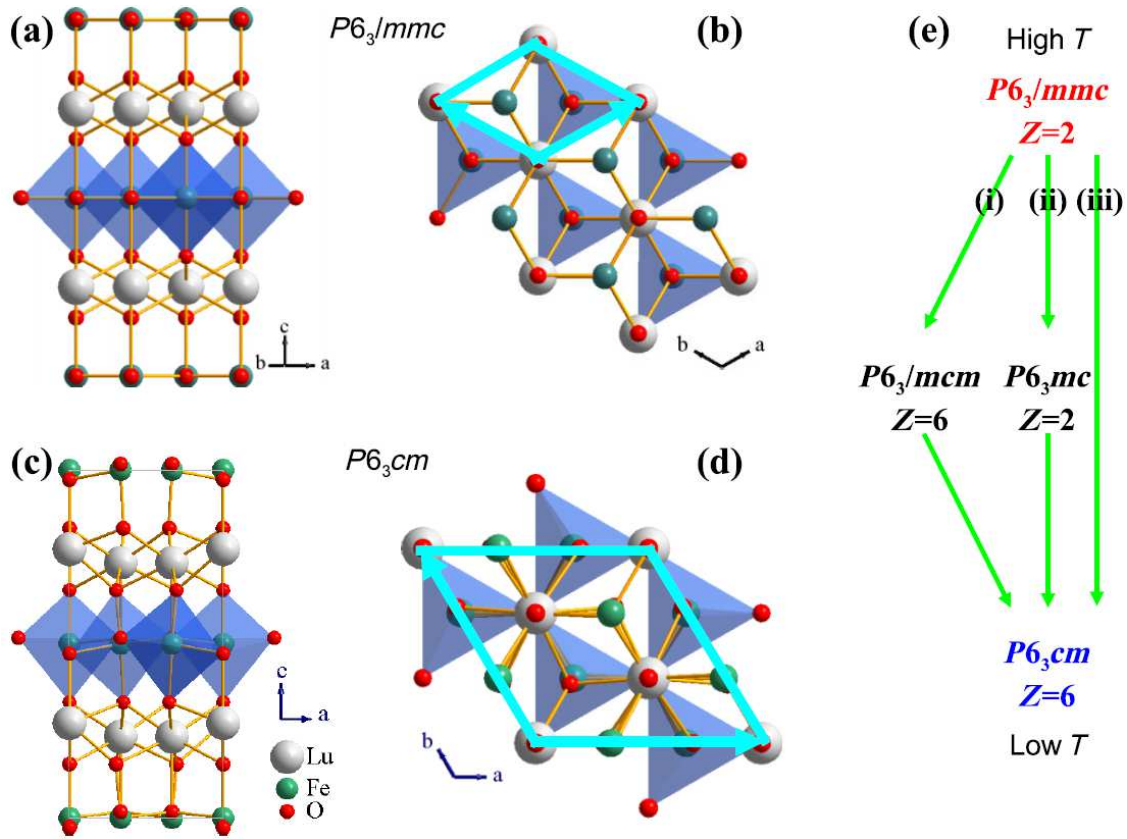 (a)
P6₃/mmc
(b)
c
b a
b a
(c)
P6₃cm
(d)
c
a
Lu
Fe
O
b
a
(e)
High T
P6₃/mmc
Z=2
(i) (ii) (iii)
P6₃/mcm P6₃mc
Z=6 Z=2
P6₃cm
Z=6
Low T